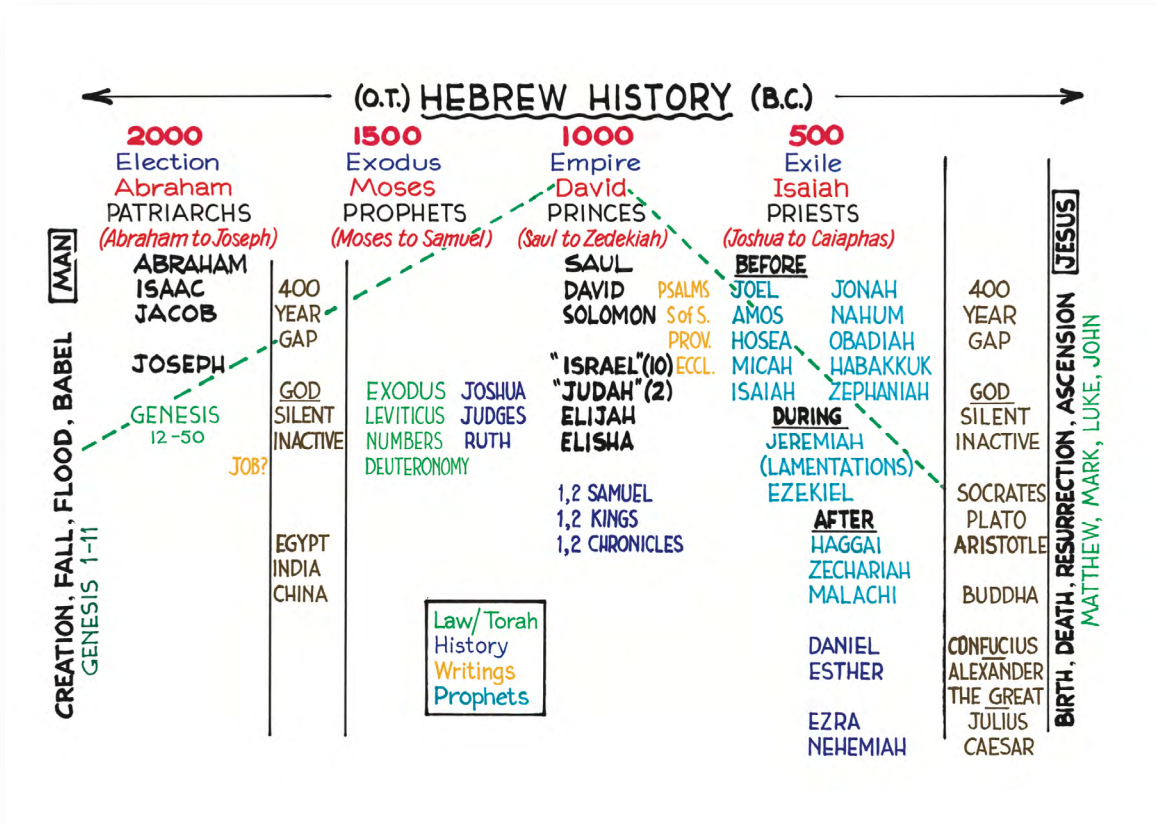 (O.T.) HEBREW HISTORY (B.C.)
2000
Election
Abraham
PATRIARCHS
(Abraham to Joseph)
1500
Exodus
Moses
PROPHETS
(Moses to Samuel)
1000
Empire
David
PRINCES
(Saul to Zedekiah)
500
Exile
Isaiah
PRIESTS
(Joshua to Caiaphas)
MAN
CREATION, FALL, FLOOD, BABEL
GENESIS 1-11
ABRAHAM
ISAAC
JACOB
JOSEPH
GENESIS
12-50
JOB?
400
YEAR
GAP
GOD
SILENT
INACTIVE
EGYPT
INDIA
CHINA
EXODUS
LEVITICUS
NUMBERS
DEUTERONOMY
JOSHUA
JUDGES
RUTH
SAUL
DAVID
SOLOMON
"ISRAEL"(10)
"JUDAH"(2)
ELIJAH
ELISHA
1,2 SAMUEL
1,2 KINGS
1,2 CHRONICLES
PSALMS
S of S.
PROV.
ECCL.
BEFORE
JOEL
AMOS
HOSEA
MICAH
ISAIAH
JONAH
NAHUM
OBADIAH
HABAKKUK
ZEPHANIAH
DURING
JEREMIAH
(LAMENTATIONS)
EZEKIEL
AFTER
HAGGAI
ZECHARIAH
MALACHI
DANIEL
ESTHER
EZRA
NEHEMIAH
400
YEAR
GAP
GOD
SILENT
INACTIVE
SOCRATES
PLATO
ARISTOTLE
BUDDHA
CONFUCIUS
ALEXANDER
THE GREAT
JULIUS
CAESAR
JESUS
BIRTH, DEATH, RESURRECTION, ASCENSION
MATTHEW, MARK, LUKE, JOHN
Law/Torah
History
Writings
Prophets